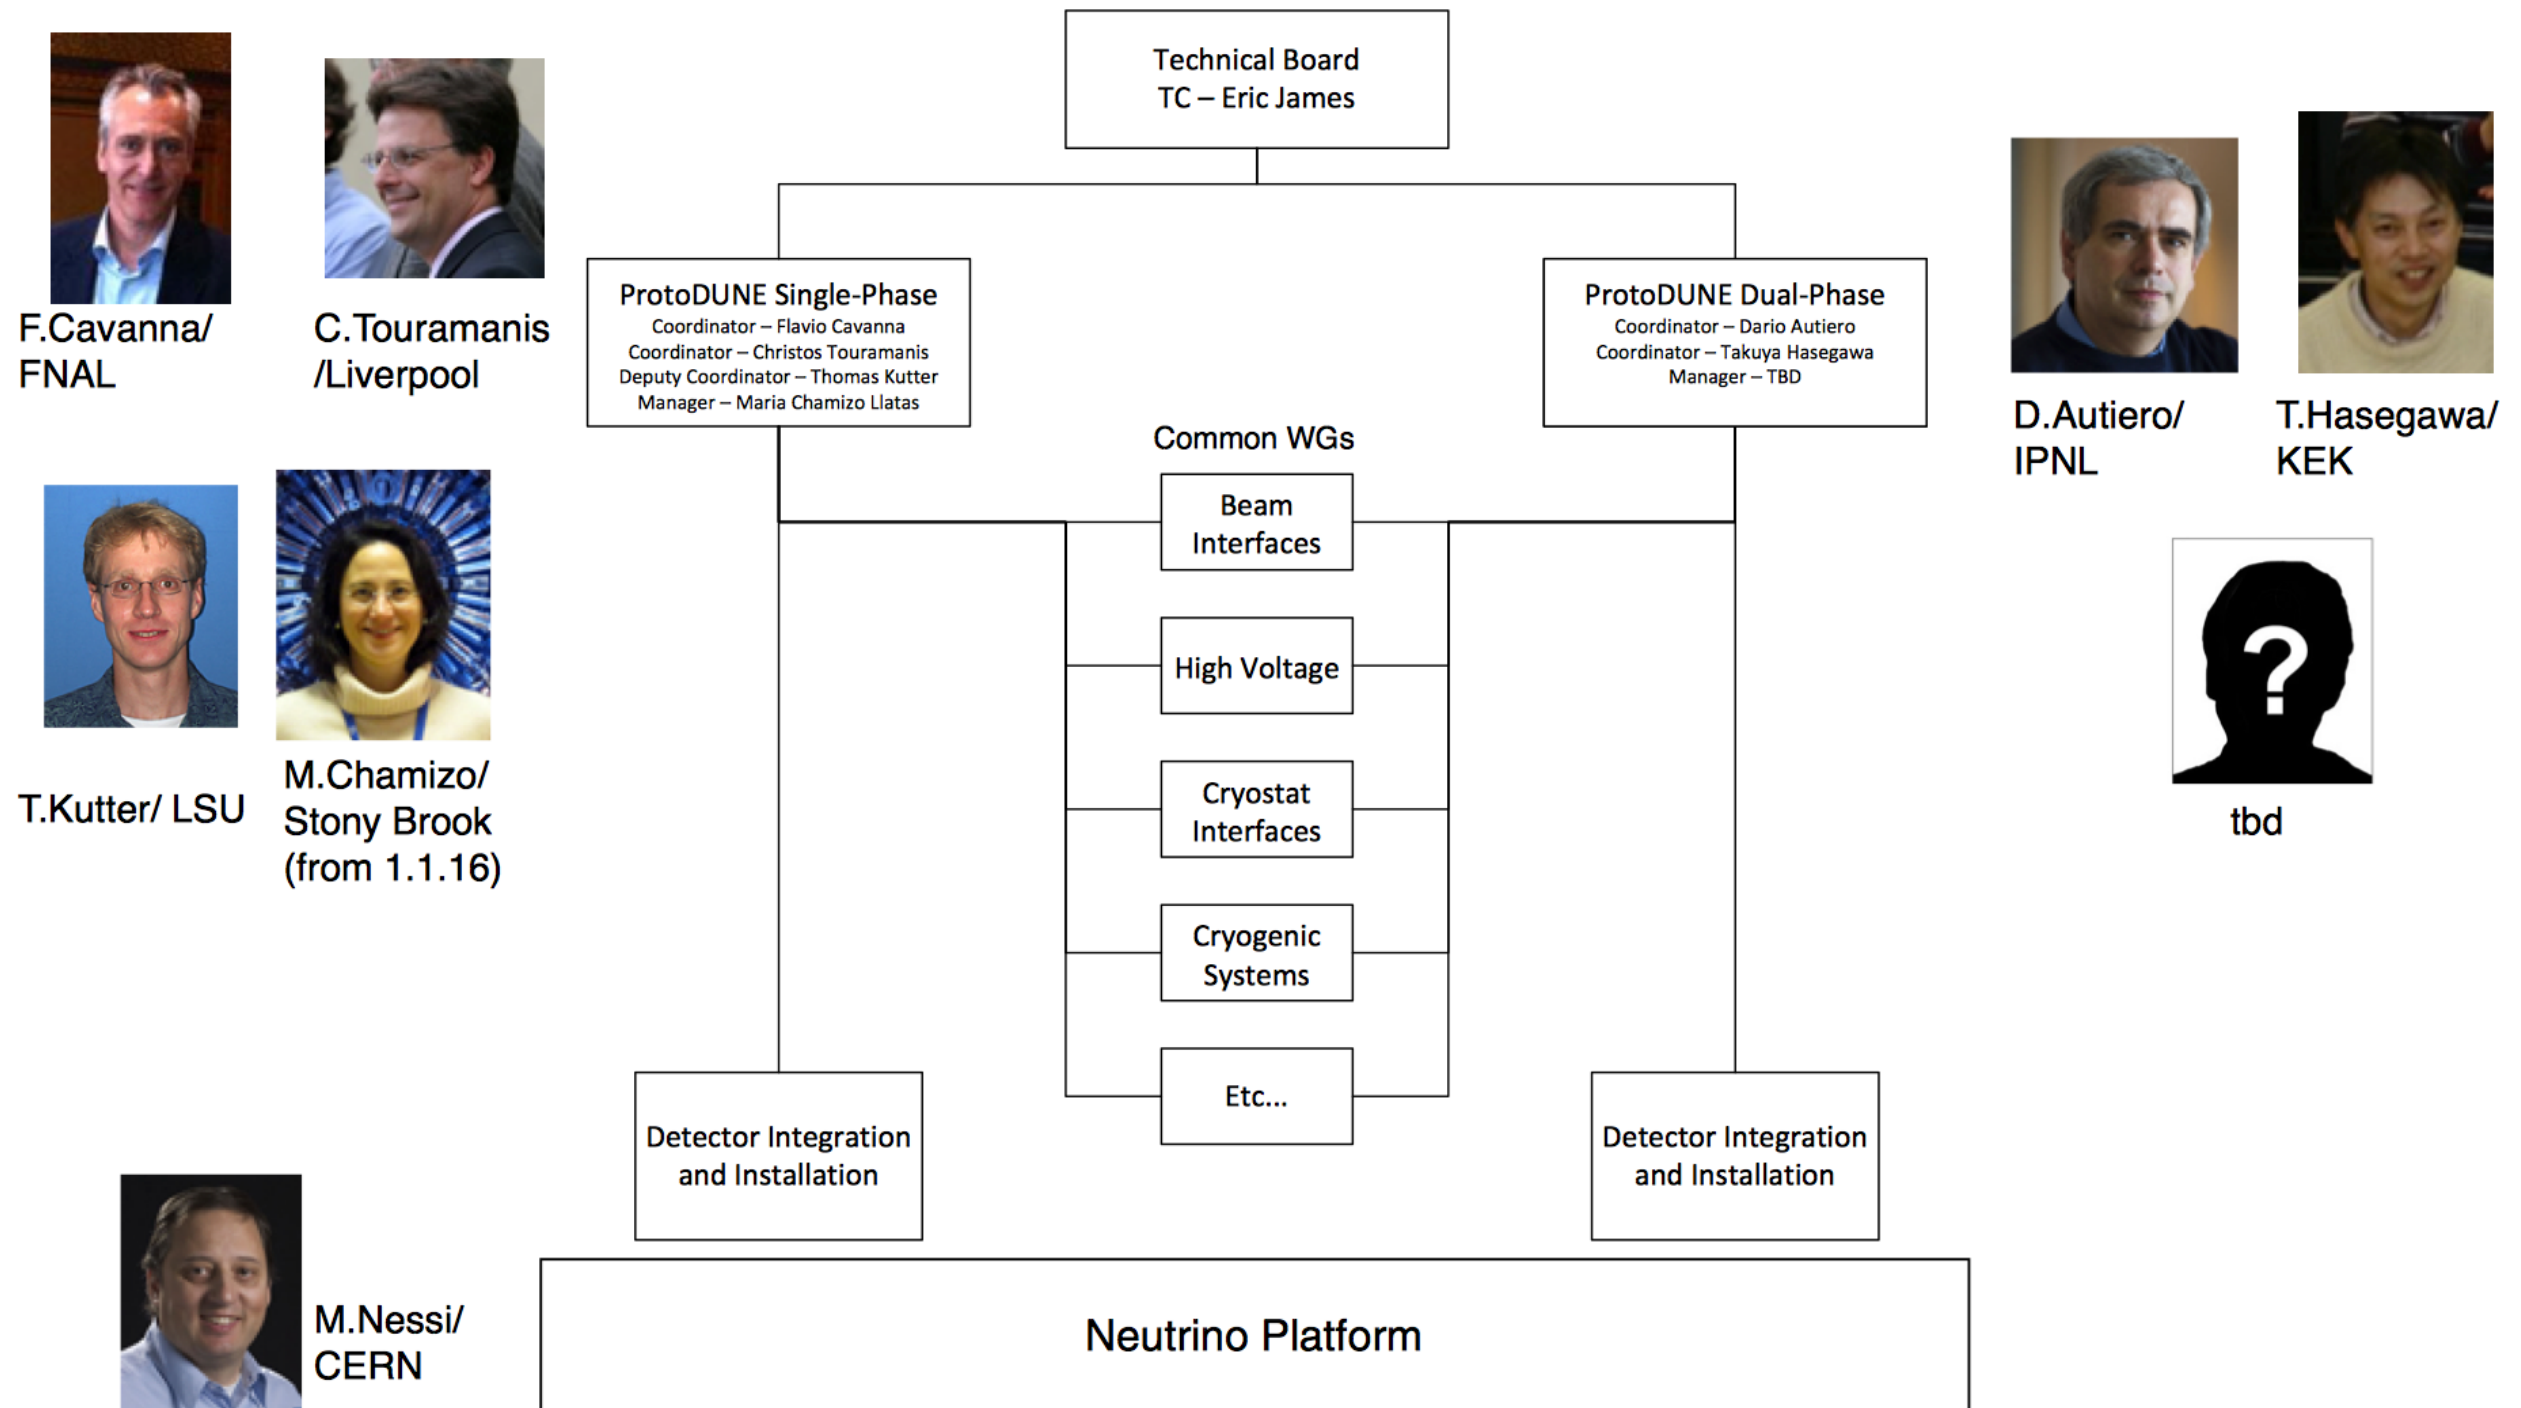 Technical Board
TC – Eric James
F.Cavanna/
FNAL
C.Touramanis
/Liverpool
ProtoDUNE Single-Phase
Coordinator – Flavio Cavanna
Coordinator – Christos Touramanis
Deputy Coordinator – Thomas Kutter
Manager – Maria Chamizo Llatas
ProtoDUNE Dual-Phase
Coordinator – Dario Autiero
Coordinator – Takuya Hasegawa
Manager – TBD
D.Autiero/
IPNL
T.Hasegawa/
KEK
Common WGs
Beam
Interfaces
High Voltage
Cryostat
Interfaces
Cryogenic
Systems
Etc...
T.Kutter/ LSU
M.Chamizo/
Stony Brook
(from 1.1.16)
?
tbd
Detector Integration
and Installation
Detector Integration
and Installation
M.Nessi/
CERN
Neutrino Platform